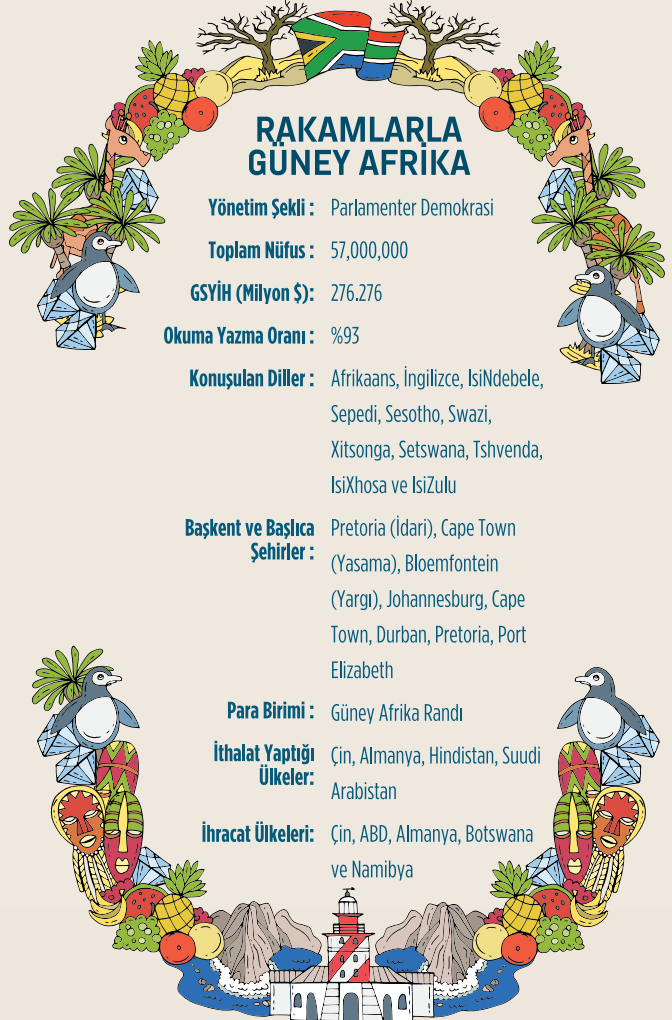 RAKAMLARLA
GÜNEY AFRİKA
Yönetim Şekli : Parlamenter Demokrasi
Toplam Nüfus : 57,000,000
GSYİH (Milyon $): 276.276
Okuma Yazma Oranı : %93
Konuşulan Diller : Afrikaans, İngilizce, IsiNdebele,
Sepedi, Sesotho, Swazi,
Xitsonga, Setswana, Tshvenda,
IsiXhosa ve IsiZulu
Başkent ve Başlıca
Şehirler :
Pretoria (İdari), Cape Town
(Yasama), Bloemfontein
(Yargı), Johannesburg, Cape
Town, Durban, Pretoria, Port
Elizabeth
Para Birimi : Güney Afrika Randı
İthalat Yaptığı
Ülkeler:
Çin, Almanya, Hindistan, Suudi
Arabistan
İhracat Ülkeleri: Çin, ABD, Almanya, Botswana
ve Namibya